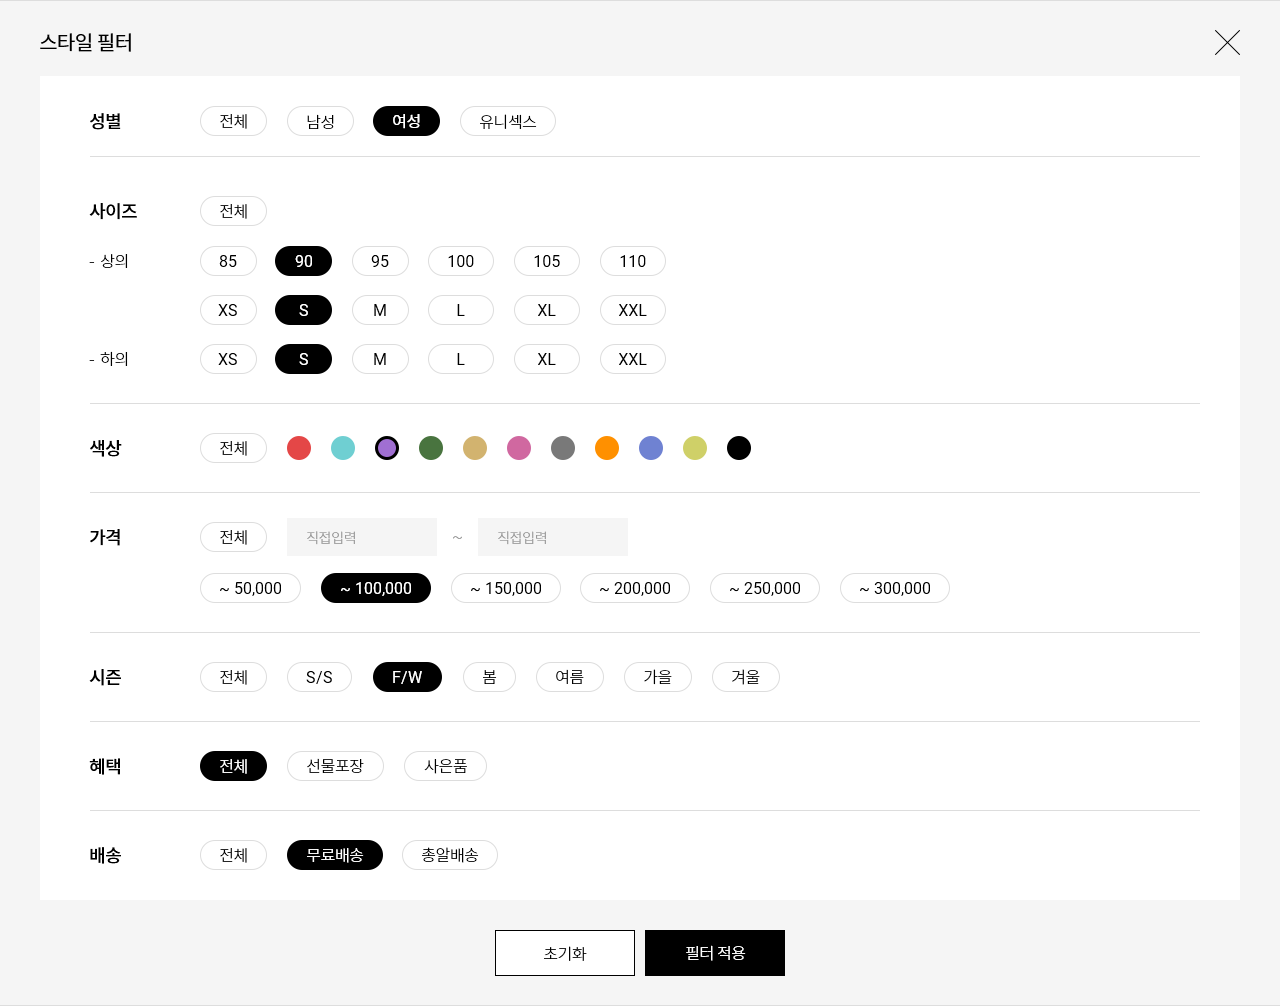 스타일 필터
성별 전체 남성 여성 유니섹스
사이즈 전체
- 상의 85 90 95 100 105 110
XS S M L XL XXL
- 하의 XS S M L XL XXL
색상 전체
가격 전체 직접입력 ~ 직접입력
~ 50,000 ~ 100,000 ~ 150,000 ~ 200,000 ~ 250,000 ~ 300,000
시즌 전체 S/S F/W 봄 여름 가을 겨울
혜택 전체 선물포장 사은품
배송 전체 무료배송 총알배송
초기화 필터 적용